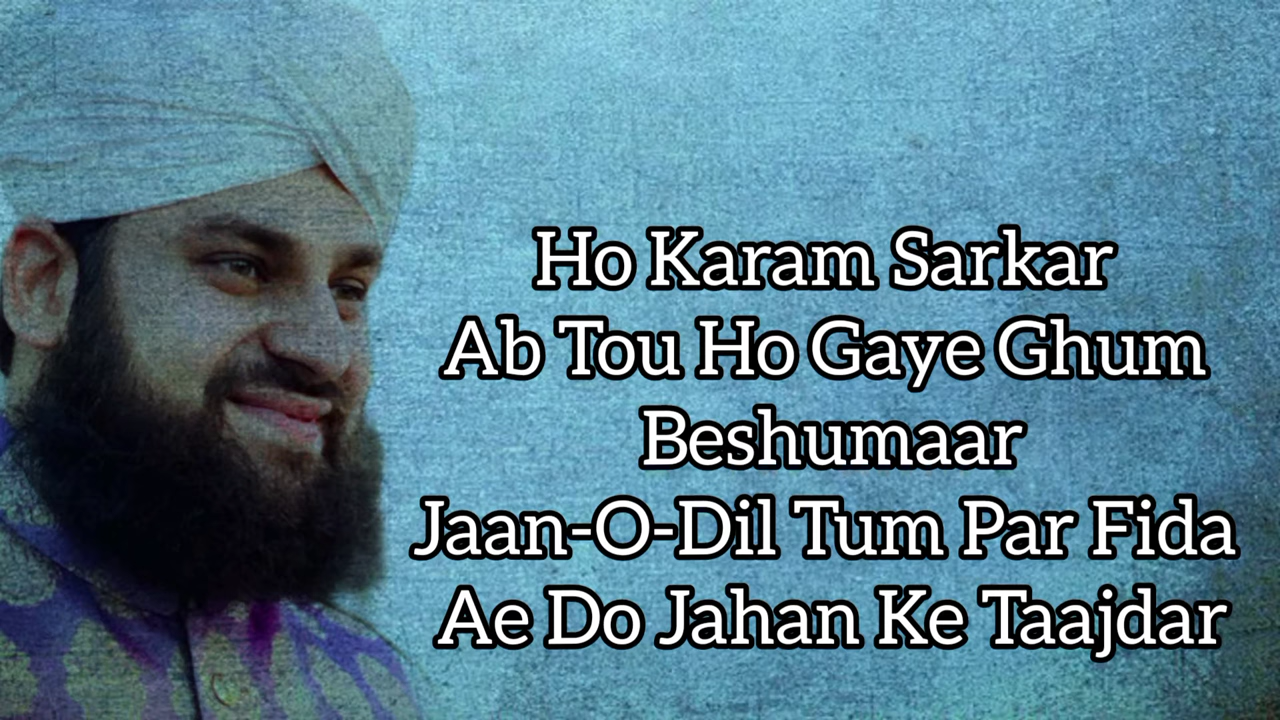 Ho Karam Sarkar
Ab Tou Ho Gaye Ghum
Beshumaar
Jaan-O-Dil Tum Par Fida
Ae Do Jahan Ke Taajdar